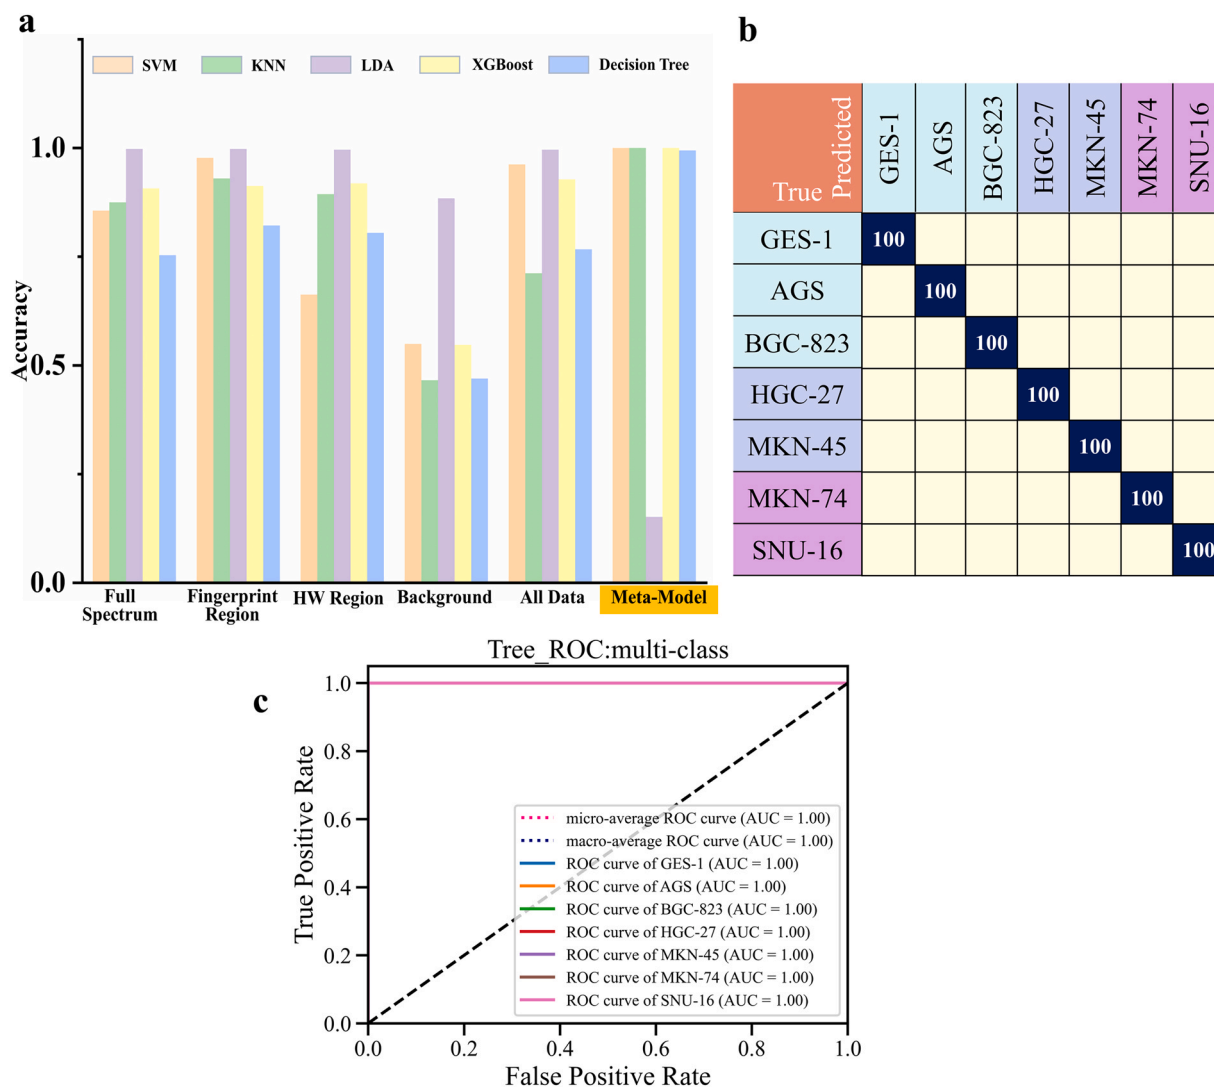 a
SVM KNN LDA XGBoost Decision Tree
1.0
0.5
0.0
Accuracy
Full Spectrum
Fingerprint Region
HW Region
Background
All Data
Meta-Model
b
True Predicted
GES-1 AGS BGC-823 HGC-27 MKN-45 MKN-74 SNU-16
GES-1 100
AGS 100
BGC-823 100
HGC-27 100
MKN-45 100
MKN-74 100
SNU-16 100
c
Tree_ROC:multi-class
True Positive Rate
1.0
0.8
0.6
0.4
0.2
0.0
micro-average ROC curve (AUC = 1.00)
macro-average ROC curve (AUC = 1.00)
ROC curve of GES-1 (AUC = 1.00)
ROC curve of AGS (AUC = 1.00)
ROC curve of BGC-823 (AUC = 1.00)
ROC curve of HGC-27 (AUC = 1.00)
ROC curve of MKN-45 (AUC = 1.00)
ROC curve of MKN-74 (AUC = 1.00)
ROC curve of SNU-16 (AUC = 1.00)
0.0 0.2 0.4 0.6 0.8 1.0
False Positive Rate